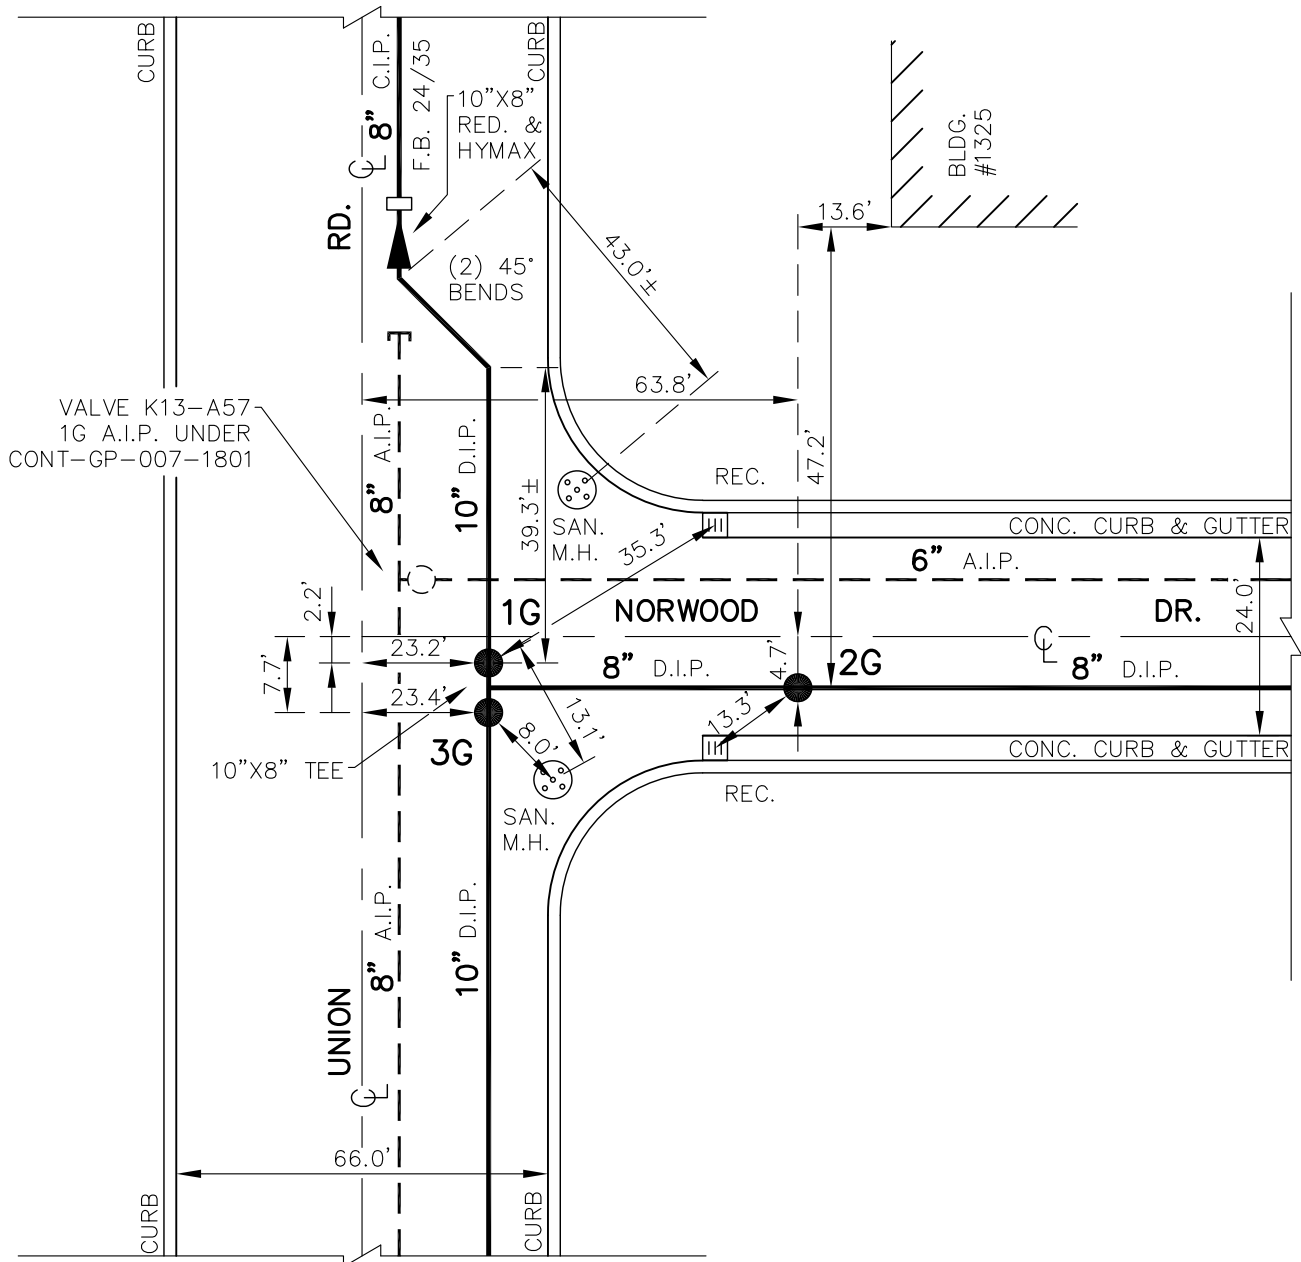 CURB
C.I.P.
8"
F.B. 24/35
CURB
10"X8"
RED. &
HYMAX
BLDG.
#1325
℄
RD.
13.6'
43.0'±
(2) 45°
BENDS
63.8'
VALVE K13-A57
1G A.I.P. UNDER
CONT-GP-007-1801
A.I.P.
8"
D.I.P.
10"
39.3'±
47.2'
REC.
SAN.
M.H.
35.3'
CONC. CURB & GUTTER
6" A.I.P.
2.2'
1G
NORWOOD
DR.
24.0'
℄
23.2'
7.7'
8" D.I.P.
4.7'
2G
8" D.I.P.
23.4'
13.1'
13.3'
8.0'
3G
10"X8" TEE
CONC. CURB & GUTTER
REC.
SAN.
M.H.
A.I.P.
8"
D.I.P.
10"
UNION
℄
66.0'
CURB
CURB